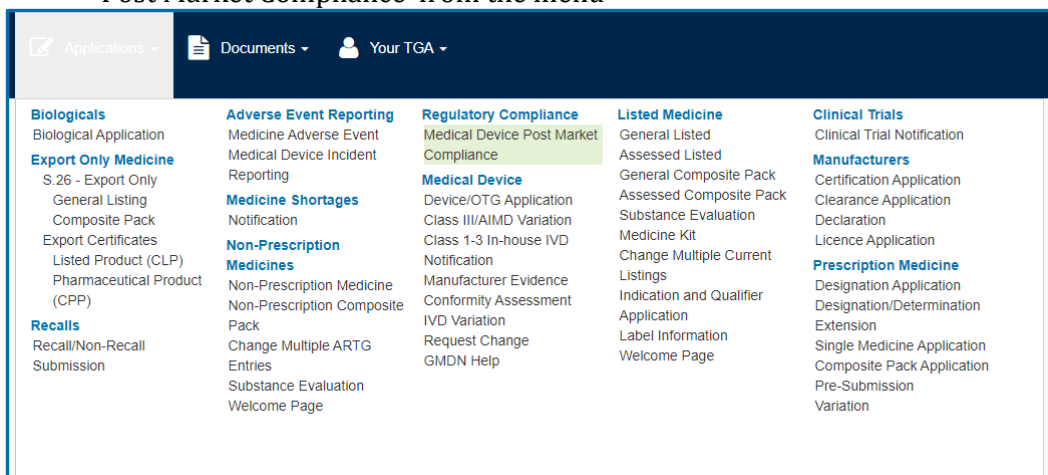 Post Market Compliance' from the menu
Applications
Documents
Your TGA
Biologicals
Biological Application
Export Only Medicine
S.26 - Export Only
General Listing
Composite Pack
Export Certificates
Listed Product (CLP)
Pharmaceutical Product
(CPP)
Recalls
Recall/Non-Recall
Submission
Adverse Event Reporting
Medicine Adverse Event
Medical Device Incident
Reporting
Medicine Shortages
Notification
Non-Prescription
Medicines
Non-Prescription Medicine
Non-Prescription Composite
Pack
Change Multiple ARTG
Entries
Substance Evaluation
Welcome Page
Regulatory Compliance
Medical Device Post Market
Compliance
Medical Device
Device/OTG Application
Class III/AIMD Variation
Class 1-3 In-house IVD
Notification
Manufacturer Evidence
Conformity Assessment
IVD Variation
Request Change
GMDN Help
Listed Medicine
General Listed
Assessed Listed
General Composite Pack
Assessed Composite Pack
Substance Evaluation
Medicine Kit
Change Multiple Current
Listings
Indication and Qualifier
Application
Label Information
Welcome Page
Clinical Trials
Clinical Trial Notification
Manufacturers
Certification Application
Clearance Application
Declaration
Licence Application
Prescription Medicine
Designation Application
Designation/Determination
Extension
Single Medicine Application
Composite Pack Application
Pre-Submission
Variation